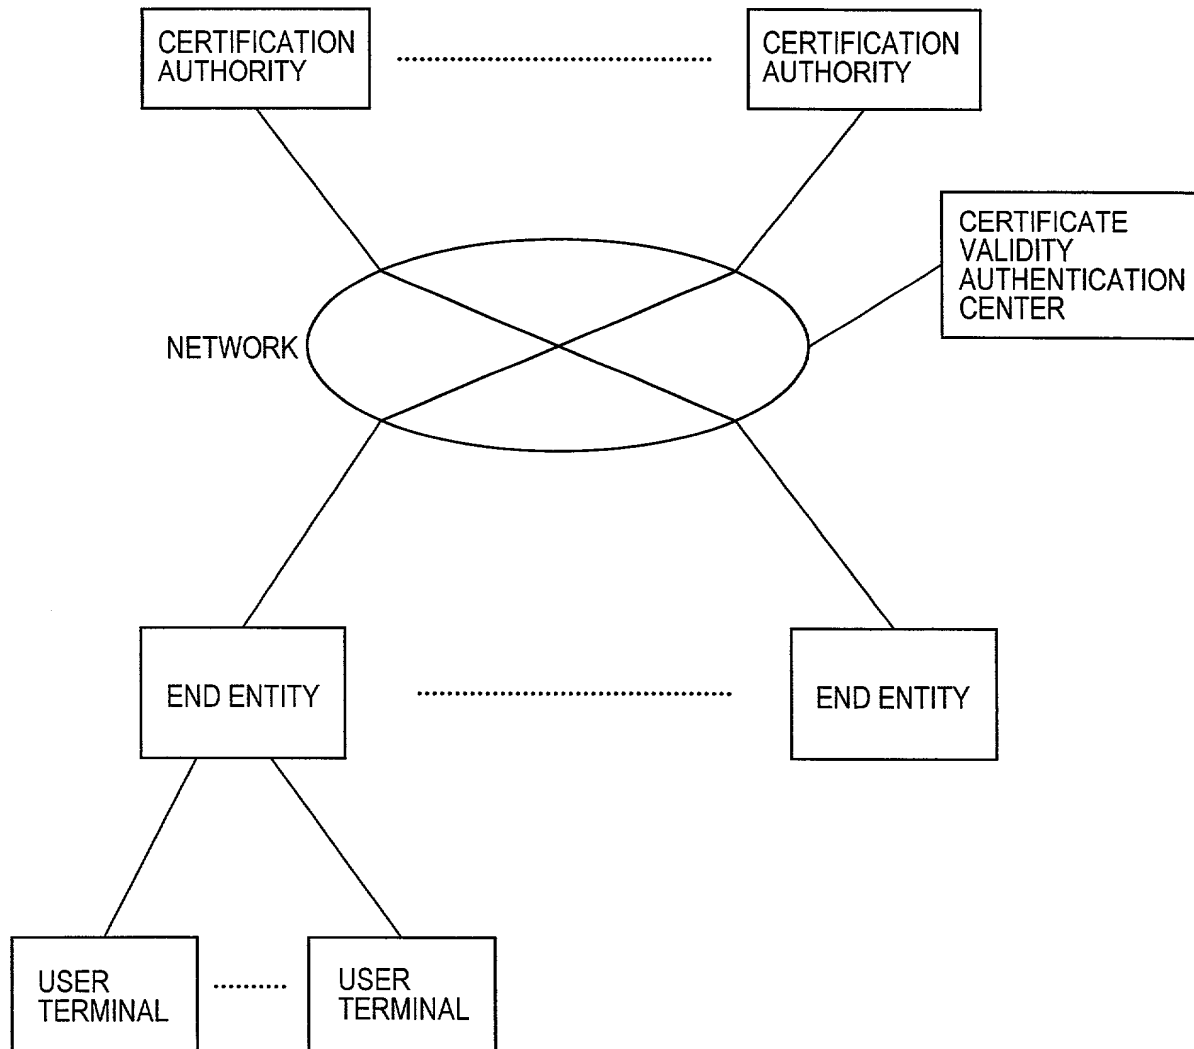 CERTIFICATION
AUTHORITY
CERTIFICATION
AUTHORITY
CERTIFICATE
VALIDITY
AUTHENTICATION
CENTER
NETWORK
END ENTITY
END ENTITY
USER
TERMINAL
USER
TERMINAL